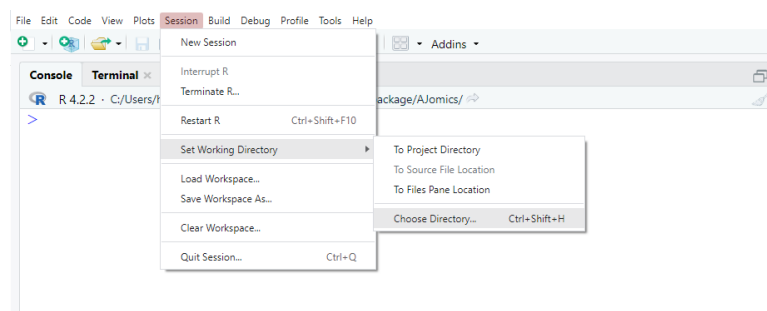 File Edit Code View Plots Session Build Debug Profile Tools Help
Addins
New Session
Console Terminal
Interrupt R
R 4.2.2 · C:/Users/ ackage/AJomics/
Terminate R...
>
Restart R Ctrl+Shift+F10
Set Working Directory
To Project Directory
To Source File Location
Load Workspace...
To Files Pane Location
Save Workspace As...
Choose Directory... Ctrl+Shift+H
Clear Workspace...
Quit Session... Ctrl+Q